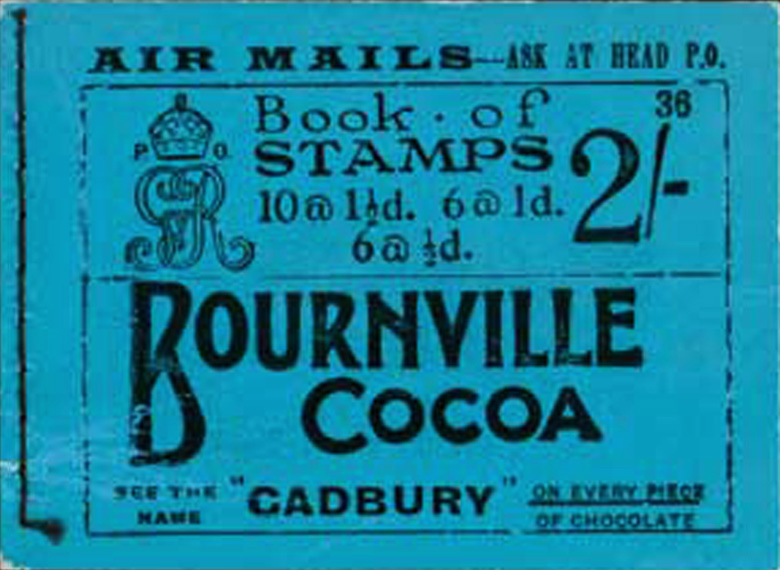 AIR MAILS—ASK AT HEAD P.O.
36
P. O.
GvR
Book · of
STAMPS
2/-
10@1½d. 6@1d.
6@½d.
BOURNVILLE
COCOA
SEE THE NAME "CADBURY" ON EVERY PIECE OF CHOCOLATE